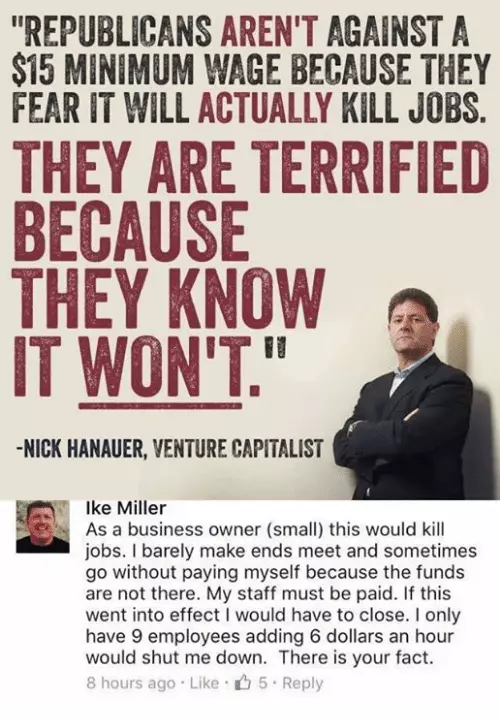 "REPUBLICANS AREN'T AGAINST A
$15 MINIMUM WAGE BECAUSE THEY
FEAR IT WILL ACTUALLY KILL JOBS.
THEY ARE TERRIFIED
BECAUSE
THEY KNOW
IT WON'T."
-NICK HANAUER, VENTURE CAPITALIST
Ike Miller
As a business owner (small) this would kill
jobs. I barely make ends meet and sometimes
go without paying myself because the funds
are not there. My staff must be paid. If this
went into effect I would have to close. I only
have 9 employees adding 6 dollars an hour
would shut me down. There is your fact.
8 hours ago · Like · 5 · Reply